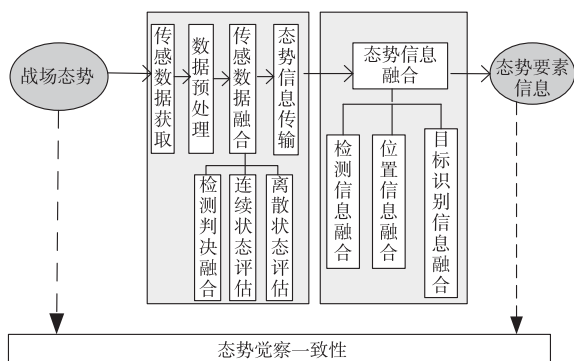 战场态势
传感数据获取
数据预处理
传感数据融合
态势信息传输
检测判决融合
连续状态评估
离散状态评估
态势信息
融合
检测信息融合
位置信息融合
目标识别信息融合
态势要素
信息
态势觉察一致性